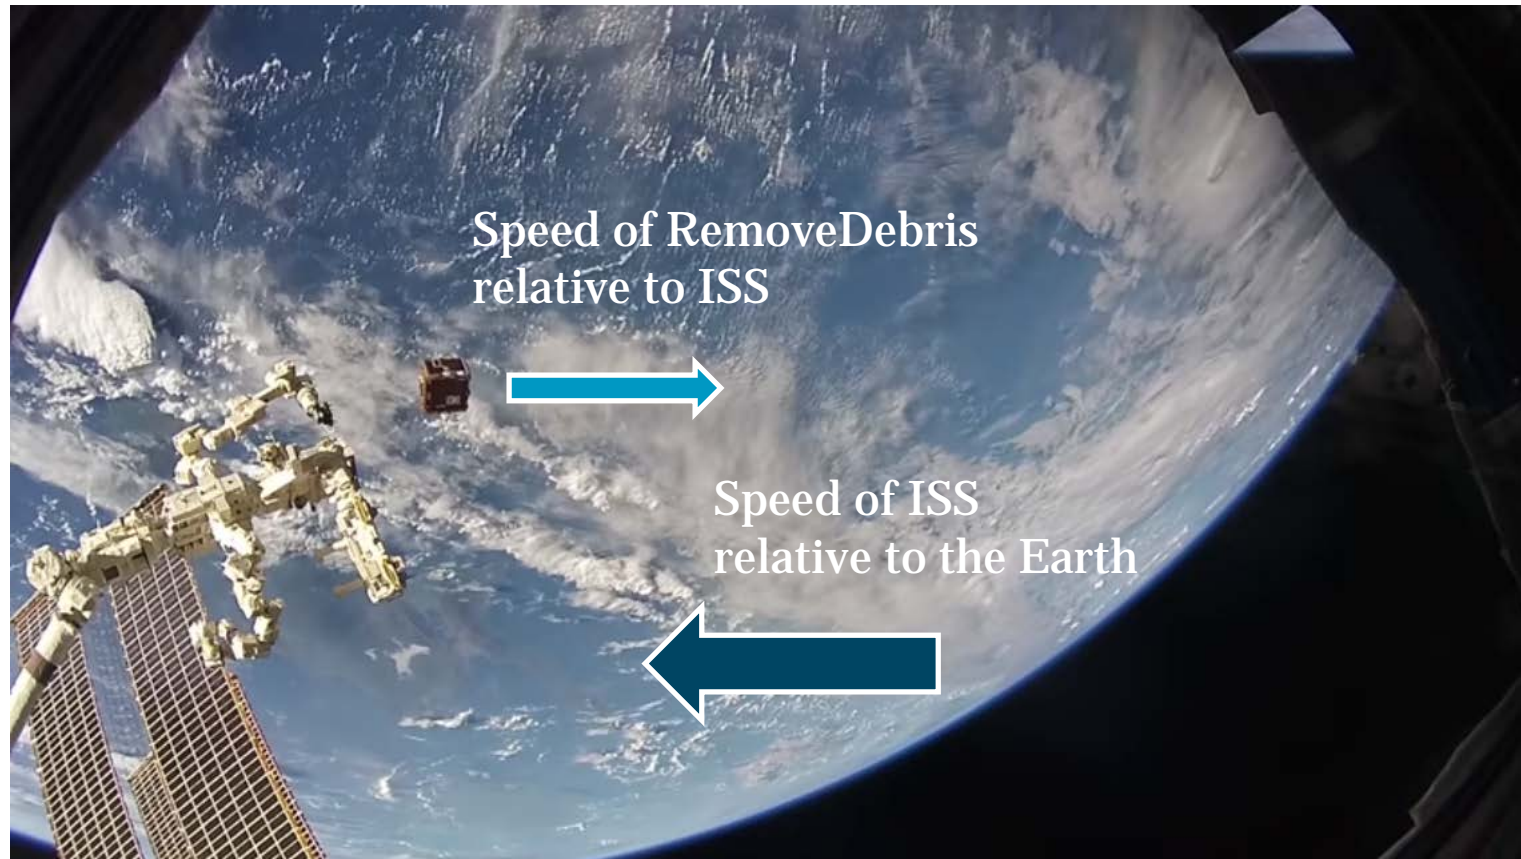 Speed of RemoveDebris
relative to ISS
Speed of ISS
relative to the Earth